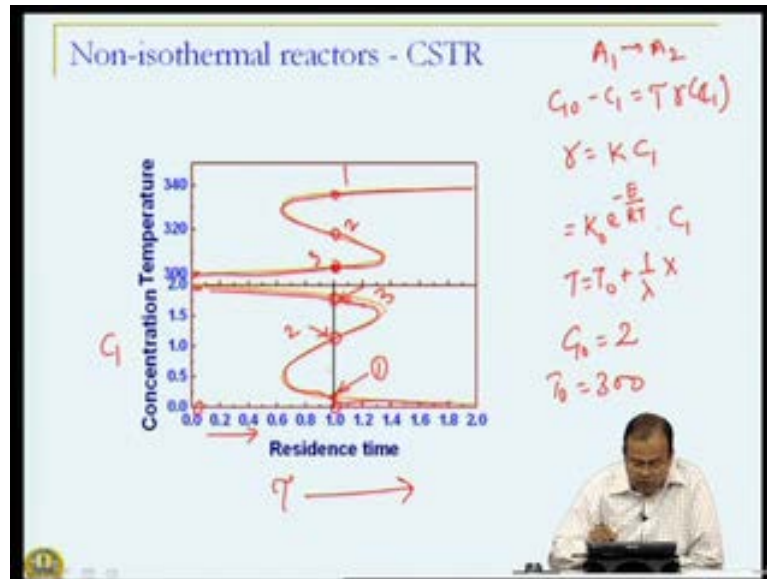 Non-isothermal reactors - CSTR
A₁ → A₂
C₁₀ - C₁ = τ r(C₁)
r = K C₁
= K₀ e^(-E/RT) . C₁
T = T₀ + 1/λ X
C₁₀ = 2
T₀ = 300
Temperature
340
320
300
1
2
3
Concentration
C₁
2.0
1.5
1.0
0.5
0.0
3
2
①
0.0 0.2 0.4 0.6 0.8 1.0 1.2 1.4 1.6 1.8 2.0
Residence time
τ